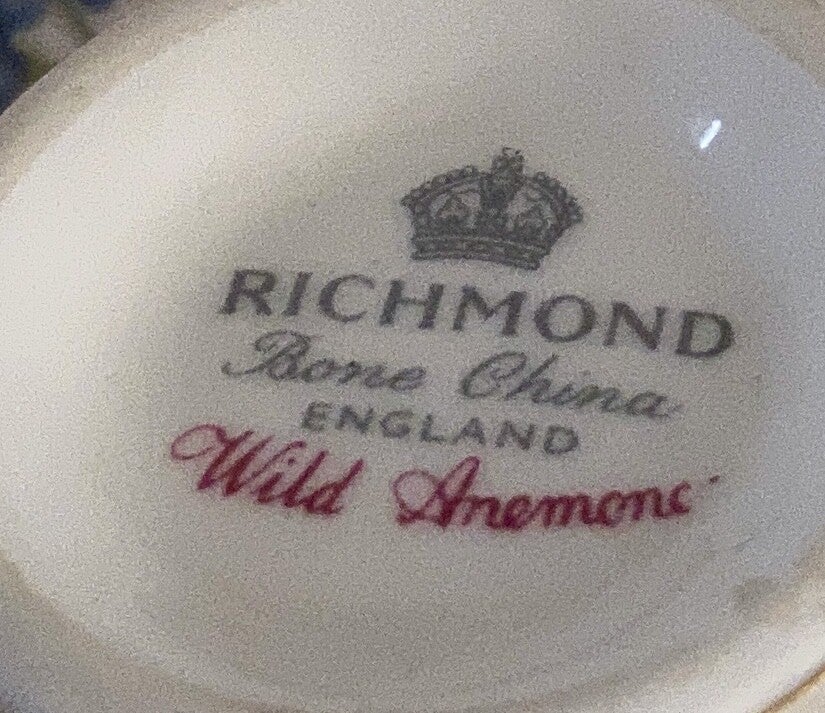 RICHMOND
Bone China
ENGLAND
Wild Anemone